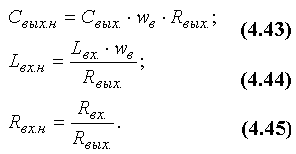 Cвых.н = Cвых. · wв · Rвых.; (4.43)
Lвх.н = Lвх. · wв / Rвых. ; (4.44)
Rвх.н = Rвх. / Rвых. . (4.45)